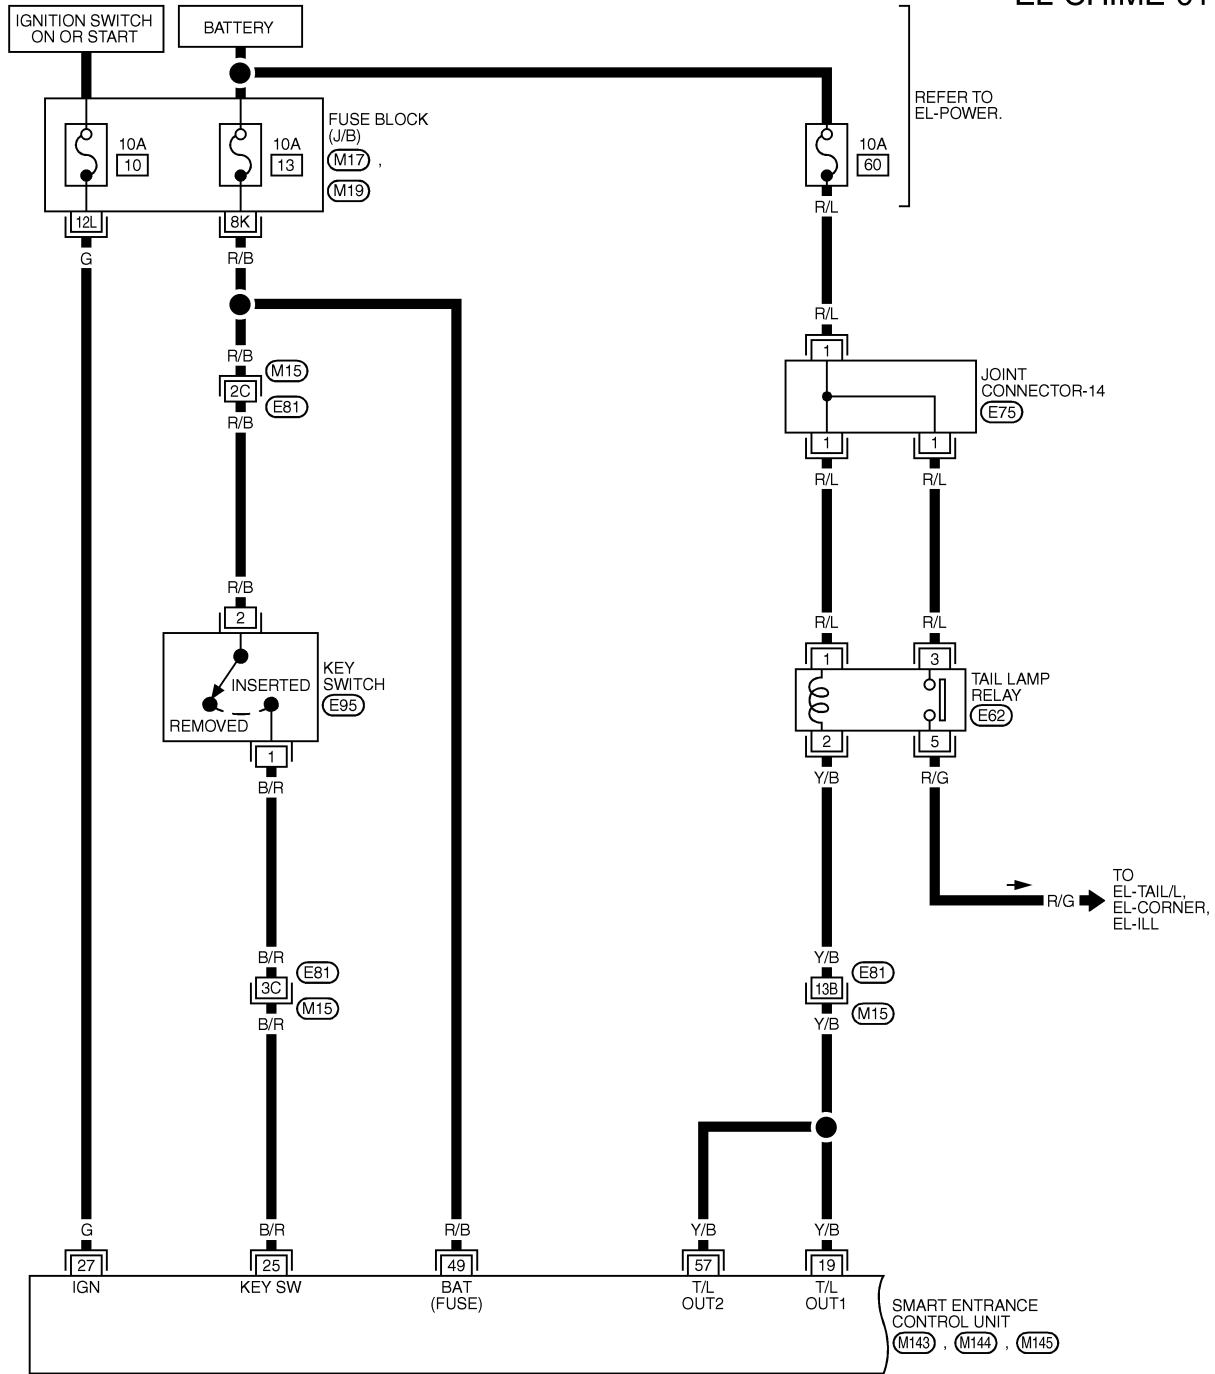 IGNITION SWITCH
ON OR START
BATTERY
REFER TO
EL-POWER.
FUSE BLOCK
(J/B)
M17 ,
M19
10A
10
10A
13
10A
60
12L
8K
R/L
G
R/B
R/L
1
R/B
M15
2C
E81
R/B
JOINT
CONNECTOR-14
E75
1
1
R/L
R/L
R/B
2
R/L
R/L
1
3
KEY
SWITCH
E95
INSERTED
REMOVED
1
TAIL LAMP
RELAY
E62
2
5
B/R
Y/B
R/G
R/G
TO
EL-TAIL/L,
EL-CORNER,
EL-ILL
B/R
E81
3C
M15
B/R
Y/B
E81
13B
M15
Y/B
G
B/R
R/B
Y/B
Y/B
27
25
49
57
19
IGN
KEY SW
BAT
(FUSE)
T/L
OUT2
T/L
OUT1
SMART ENTRANCE
CONTROL UNIT
M143 , M144 , M145